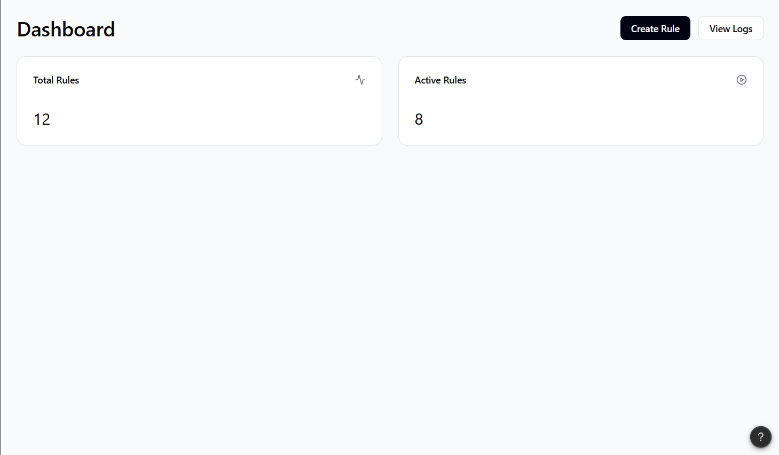 Dashboard
Create Rule
View Logs
Total Rules
Active Rules
12
8
?